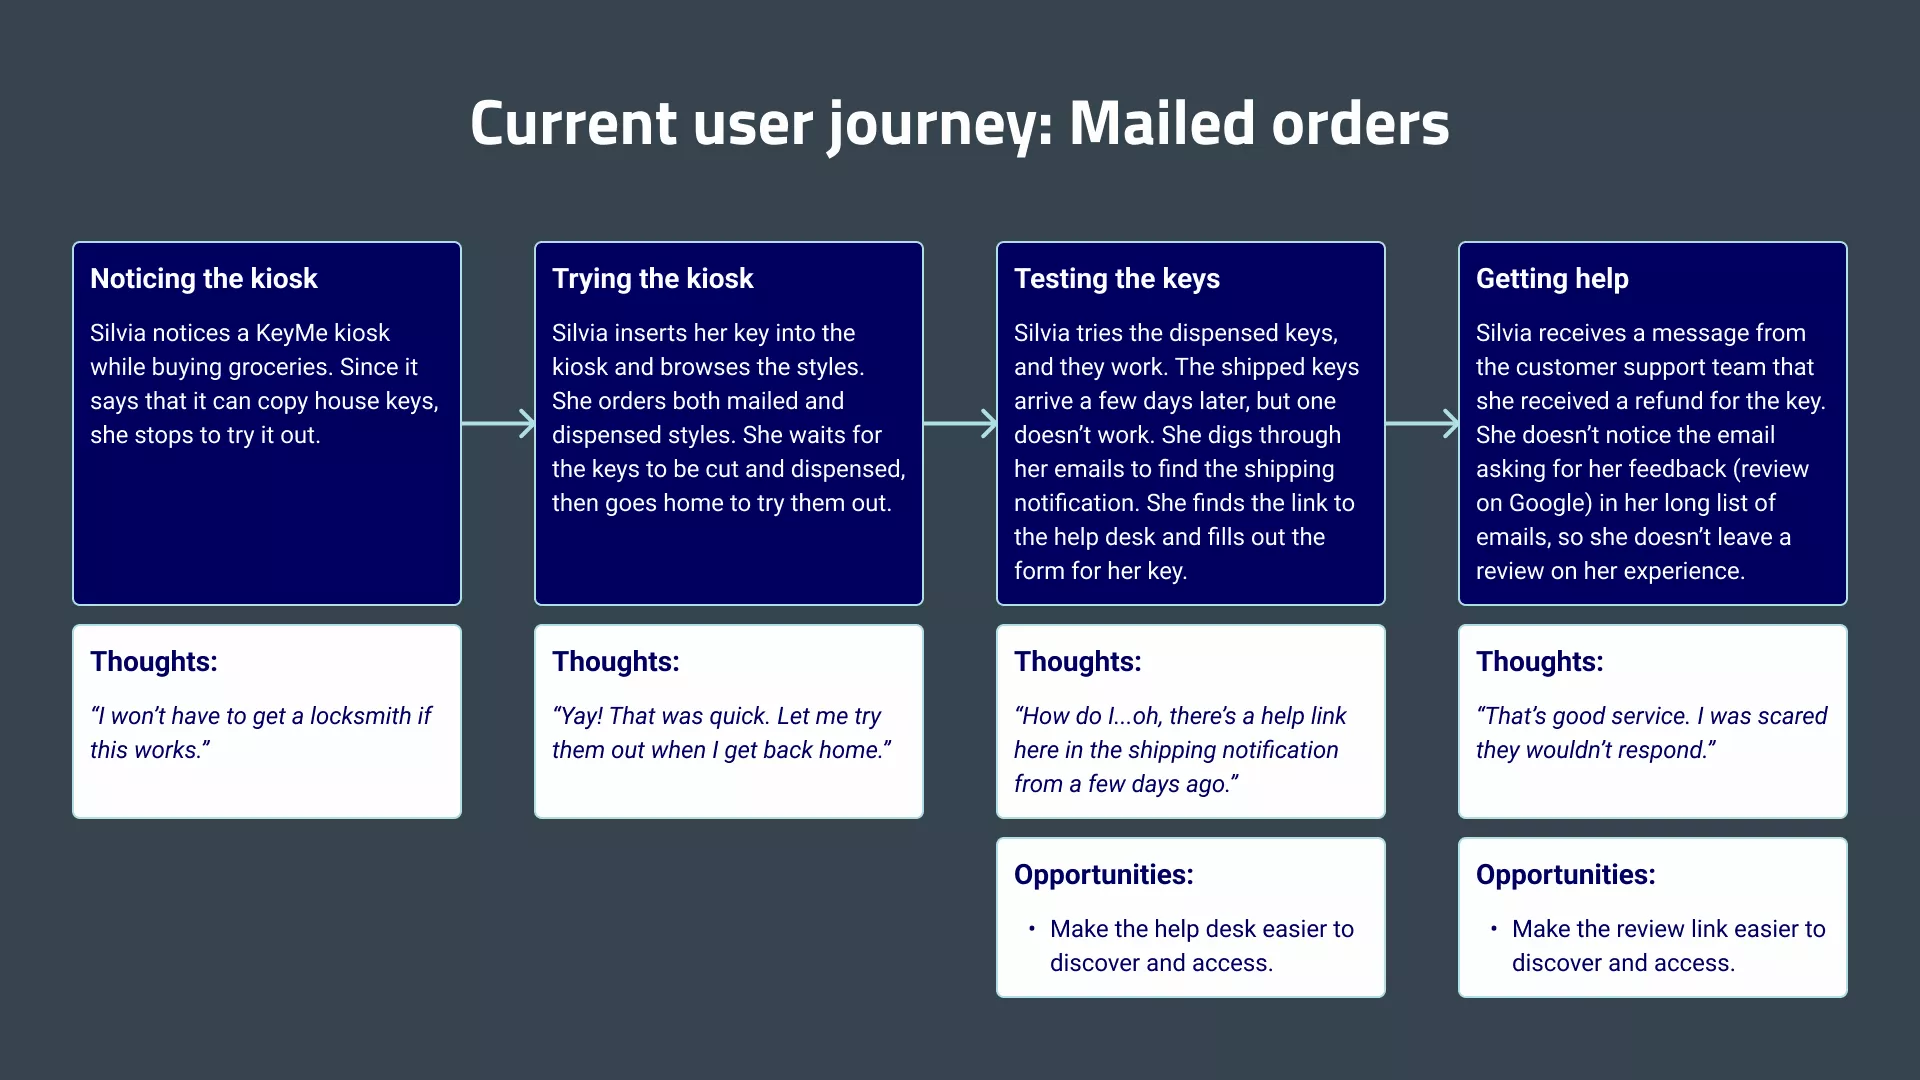 Current user journey: Mailed orders
Noticing the kiosk
Silvia notices a KeyMe kiosk
while buying groceries. Since it
says that it can copy house keys,
she stops to try it out.
Thoughts:
“I won’t have to get a locksmith if
this works.”
Trying the kiosk
Silvia inserts her key into the
kiosk and browses the styles.
She orders both mailed and
dispensed styles. She waits for
the keys to be cut and dispensed,
then goes home to try them out.
Thoughts:
“Yay! That was quick. Let me try
them out when I get back home.”
Testing the keys
Silvia tries the dispensed keys,
and they work. The shipped keys
arrive a few days later, but one
doesn’t work. She digs through
her emails to find the shipping
notification. She finds the link to
the help desk and fills out the
form for her key.
Thoughts:
“How do I...oh, there’s a help link
here in the shipping notification
from a few days ago.”
Opportunities:
• Make the help desk easier to
discover and access.
Getting help
Silvia receives a message from
the customer support team that
she received a refund for the key.
She doesn’t notice the email
asking for her feedback (review
on Google) in her long list of
emails, so she doesn’t leave a
review on her experience.
Thoughts:
“That’s good service. I was scared
they wouldn’t respond.”
Opportunities:
• Make the review link easier to
discover and access.